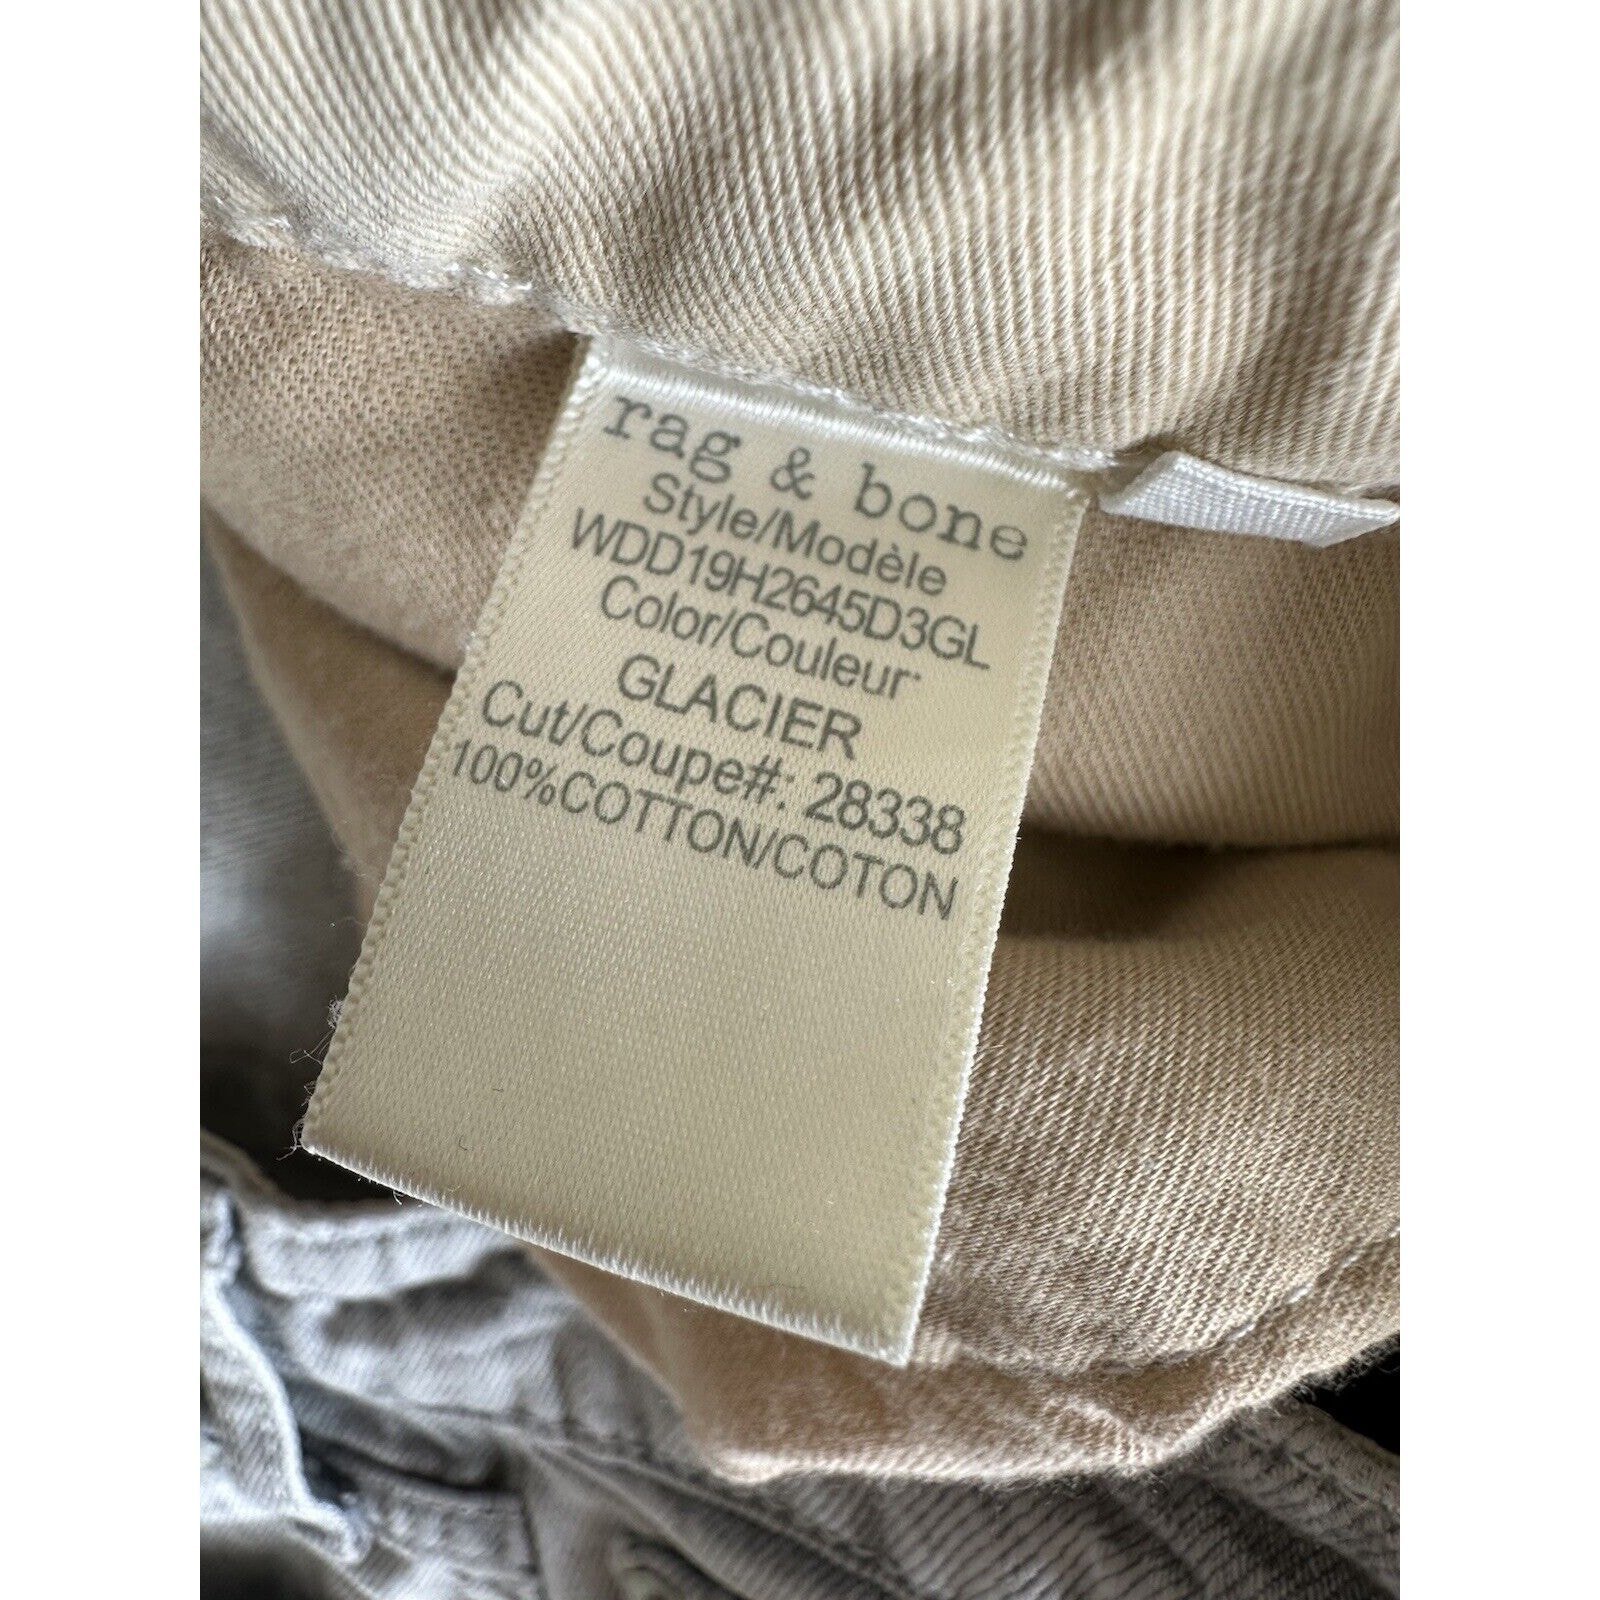 rag & bone
Style/Modèle
WDD19H2645D3GL
Color/Couleur
GLACIER
Cut/Coupe#: 28338
100%COTTON/COTON